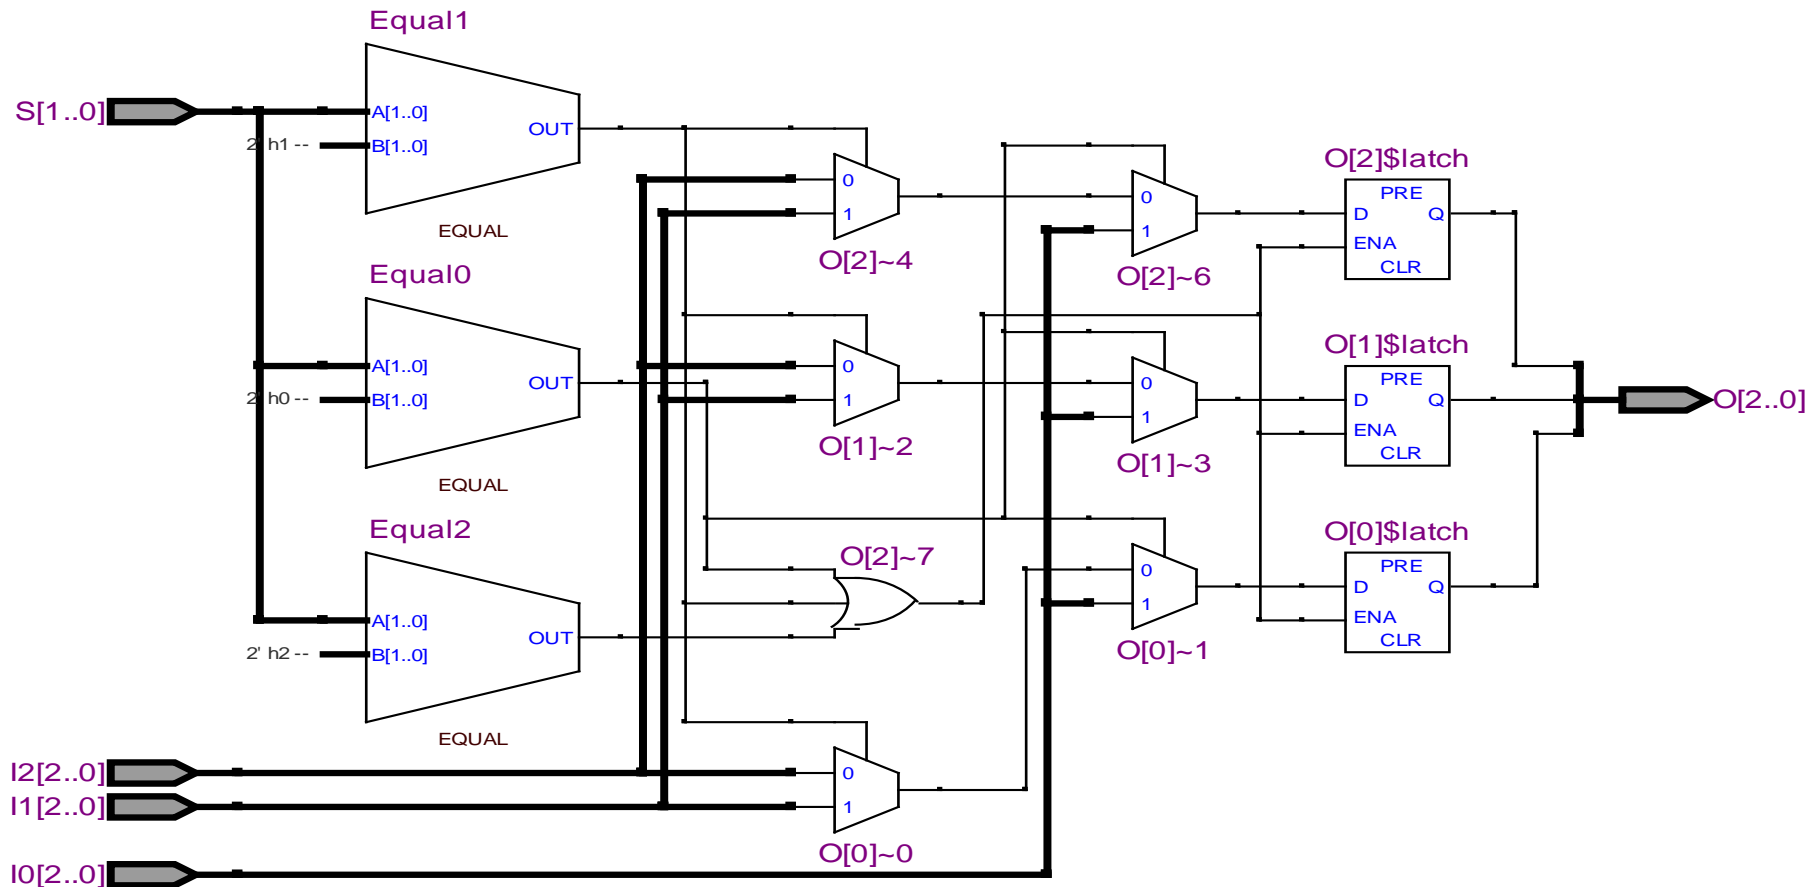 Equal1
S[1..0]
A[1..0]
2' h1 --
B[1..0]
OUT
EQUAL
0
1
O[2]~4
0
1
O[2]~6
O[2]$latch
PRE
D
Q
ENA
CLR
Equal0
A[1..0]
2' h0 --
B[1..0]
OUT
EQUAL
0
1
O[1]~2
0
1
O[1]~3
O[1]$latch
PRE
D
Q
ENA
CLR
O[2..0]
Equal2
A[1..0]
2' h2 --
B[1..0]
OUT
EQUAL
O[2]~7
0
1
O[0]~1
O[0]$latch
PRE
D
Q
ENA
CLR
I2[2..0]
I1[2..0]
I0[2..0]
0
1
O[0]~0